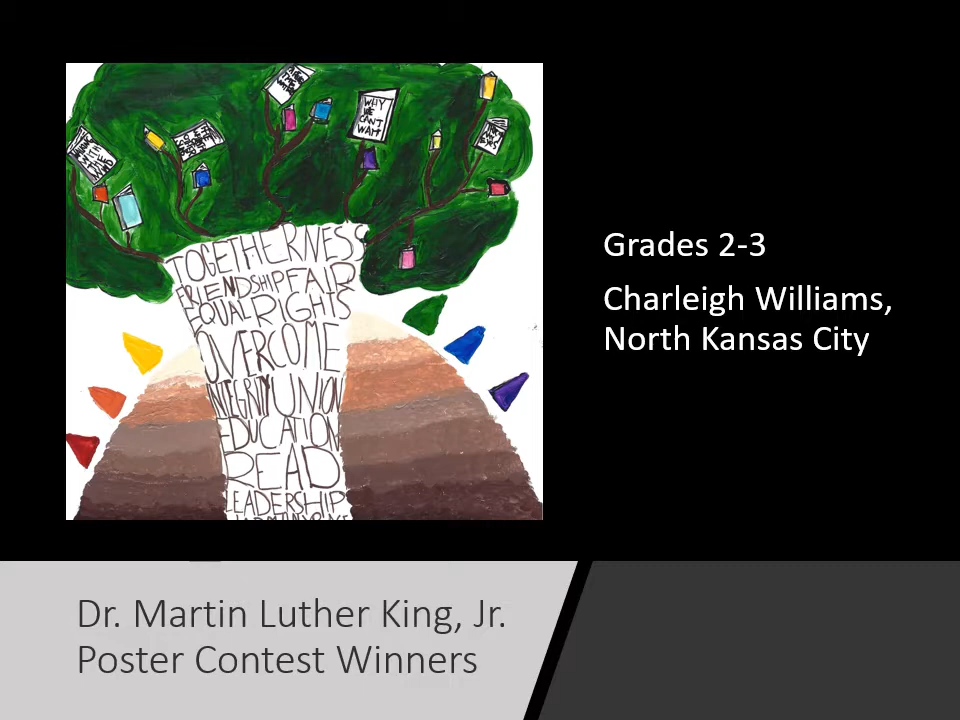 WHY
WE
CAN'T
WAIT
TOGETHERNESS
FRIENDSHIP FAIR
EQUAL RIGHTS
OVERCOME
INTEGRITY UNION
EDUCATION
READ
LEADERSHIP
Grades 2-3
Charleigh Williams,
North Kansas City
Dr. Martin Luther King, Jr.
Poster Contest Winners